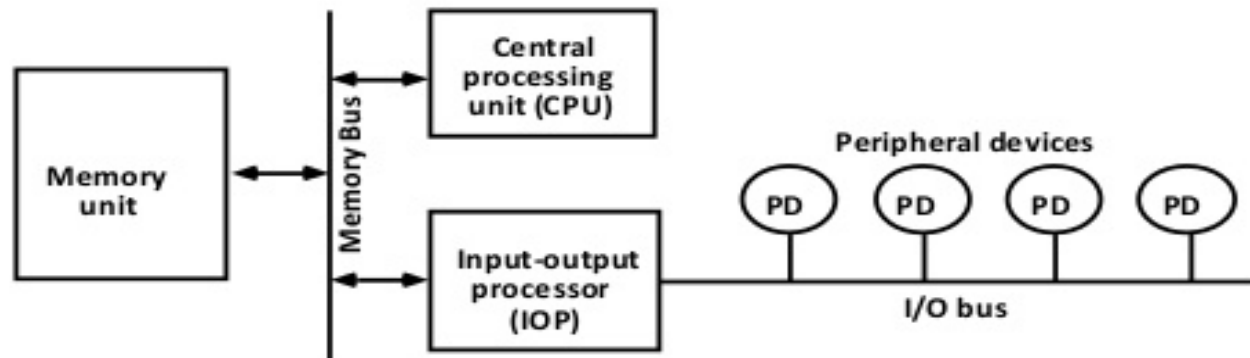 Memory
unit
Memory Bus
Central
processing
unit (CPU)
Input-output
processor
(IOP)
Peripheral devices
PD
PD
PD
PD
I/O bus